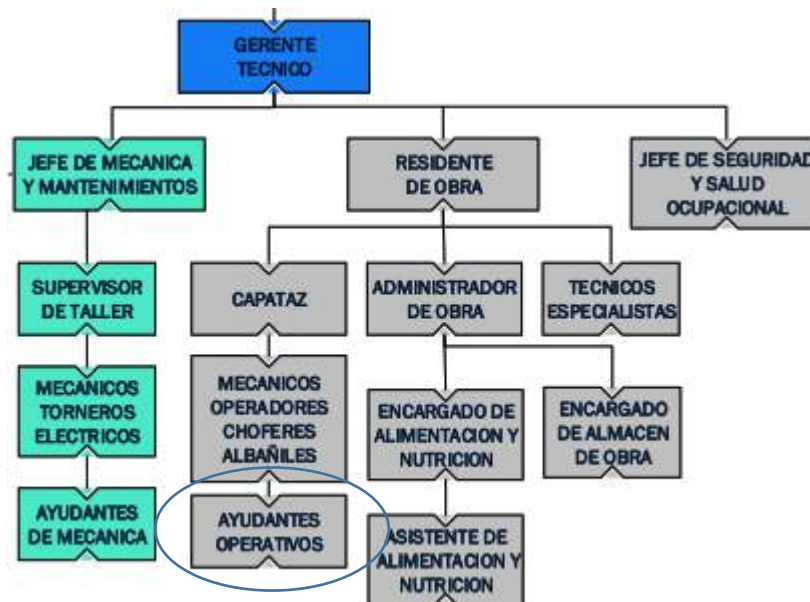 GERENTE
TECNICO
JEFE DE MECANICA
Y MANTENIMIENTOS
RESIDENTE
DE OBRA
JEFE DE SEGURIDAD
Y SALUD
OCUPACIONAL
SUPERVISOR
DE TALLER
CAPATAZ
ADMINISTRADOR
DE OBRA
TECNICOS
ESPECIALISTAS
MECANICOS
TORNEROS
ELECTRICOS
MECANICOS
OPERADORES
CHOFERES
ALBAÑILES
ENCARGADO DE
ALIMENTACION Y
NUTRICION
ENCARGADO
DE ALMACEN
DE OBRA
AYUDANTES
DE MECANICA
AYUDANTES
OPERATIVOS
ASISTENTE DE
ALIMENTACION Y
NUTRICION